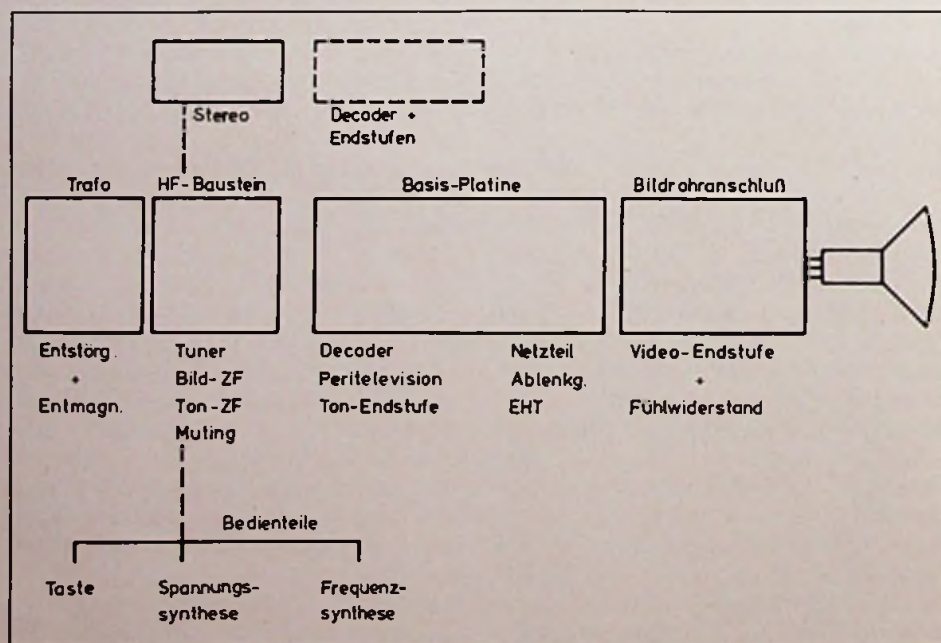 Stereo
Decoder +
Endstufen
Trafo
HF-Baustein
Basis-Platine
Bildrohranschluß
Entstörg.
+
Entmagn.
Tuner
Bild-ZF
Ton-ZF
Muting
Decoder
Peritelevision
Ton-Endstufe
Netzteil
Ablenkg.
EHT
Video-Endstufe
+
Fühlwiderstand
Bedienteile
Taste
Spannungs-
synthese
Frequenz-
synthese